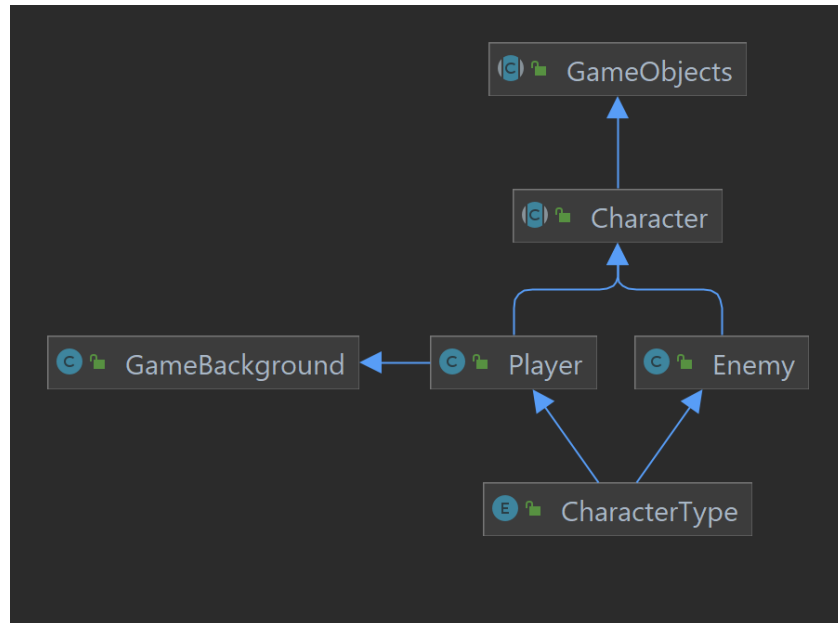 C GameObjects
C Character
C GameBackground
C Player
C Enemy
E CharacterType